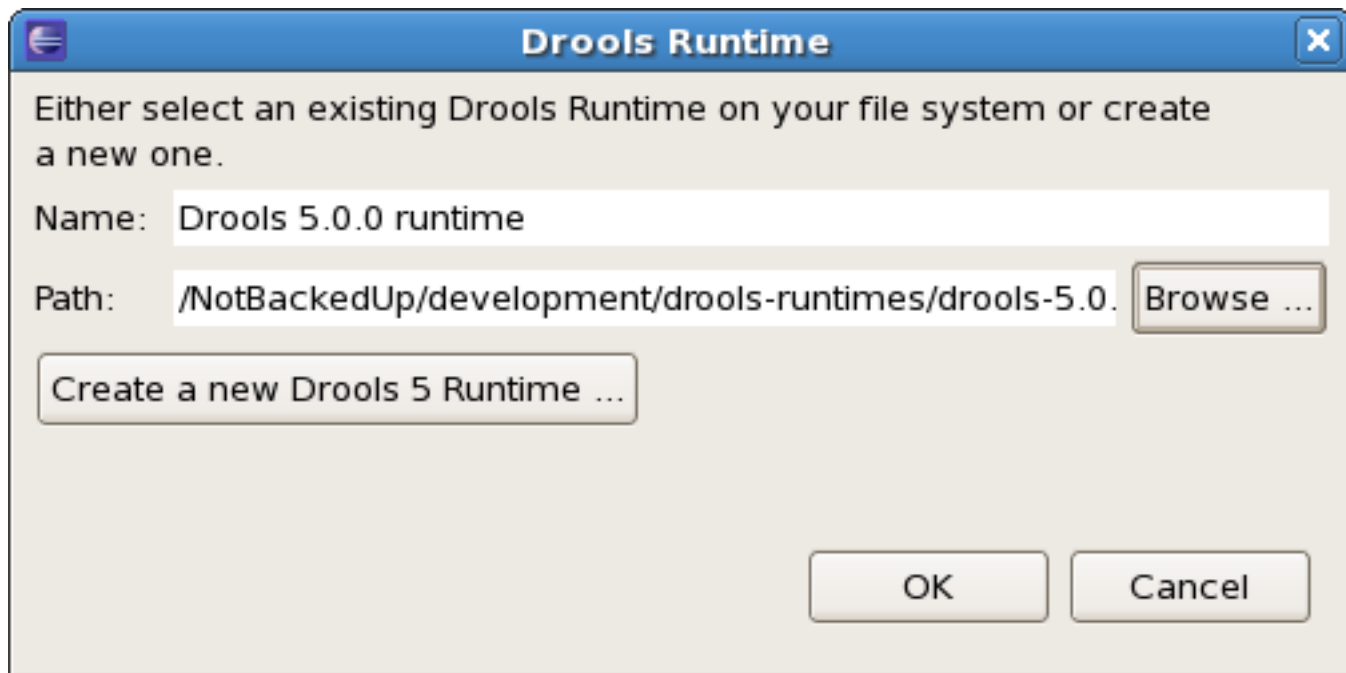 Drools Runtime
Either select an existing Drools Runtime on your file system or create
a new one.
Name: Drools 5.0.0 runtime
Path: /NotBackedUp/development/drools-runtimes/drools-5.0. Browse ...
Create a new Drools 5 Runtime ...
OK Cancel